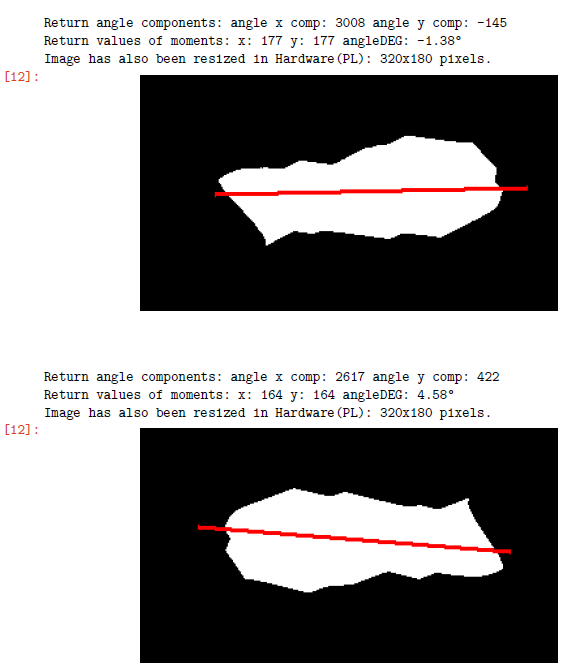 Return angle components: angle x comp: 3008 angle y comp: -145
Return values of moments: x: 177 y: 177 angleDEG: -1.38°
Image has also been resized in Hardware(PL): 320x180 pixels.
[12]:
Return angle components: angle x comp: 2617 angle y comp: 422
Return values of moments: x: 164 y: 164 angleDEG: 4.58°
Image has also been resized in Hardware(PL): 320x180 pixels.
[12]: